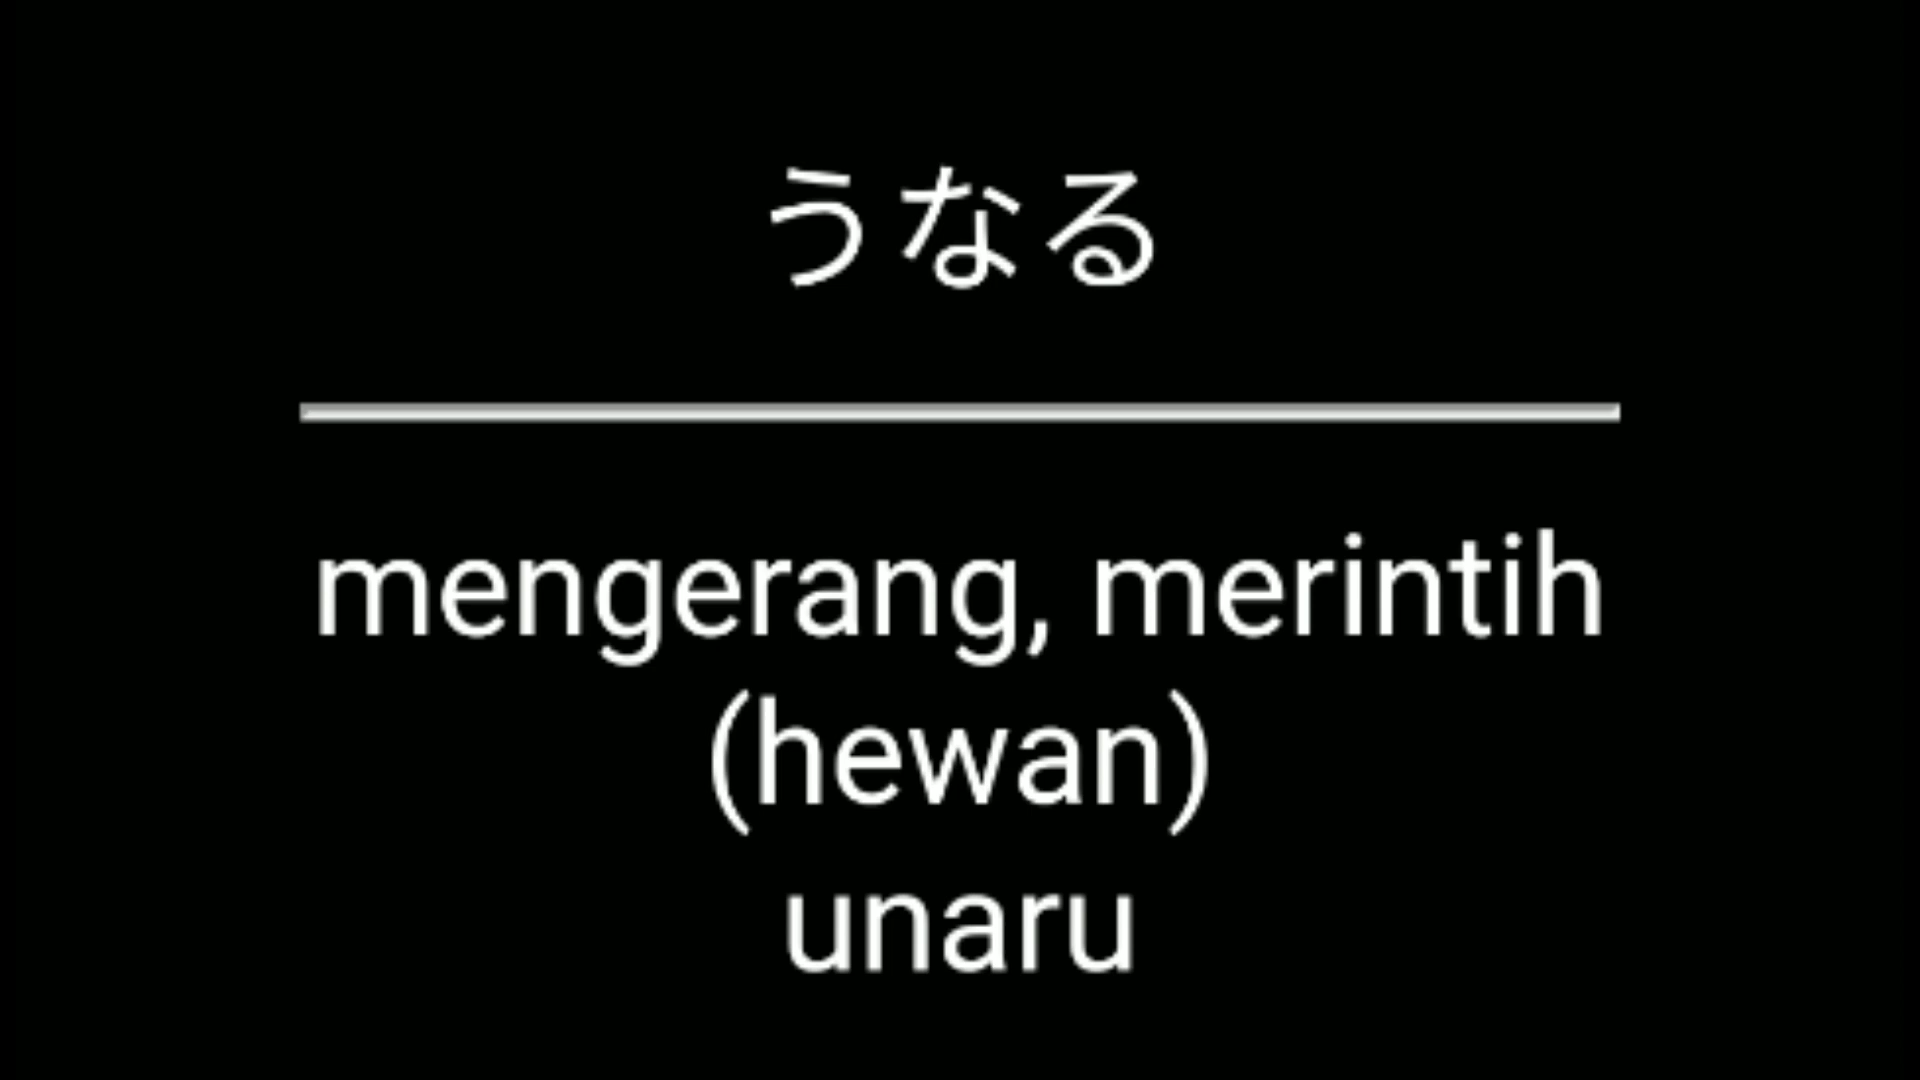 うなる
mengerang, merintih
(hewan)
unaru